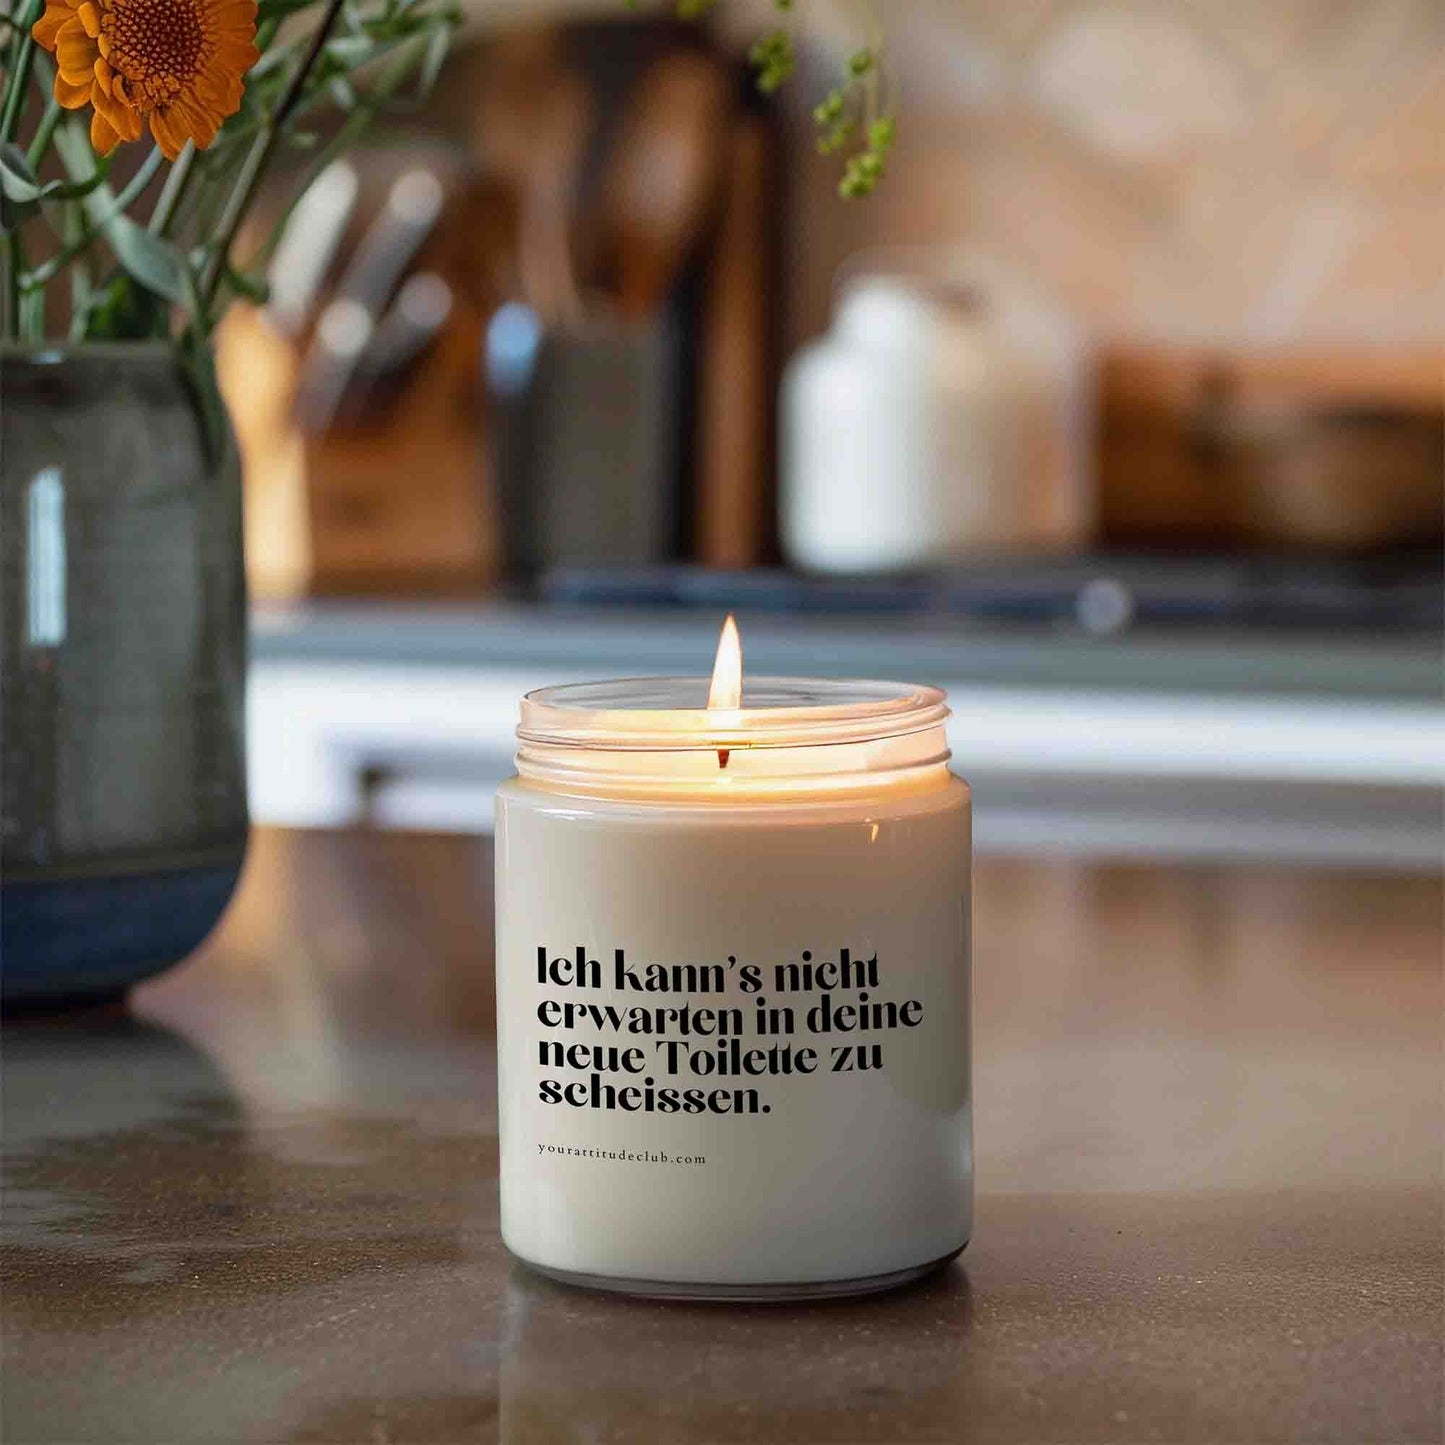 Ich kann's nicht
erwarten in deine
neue Toilette zu
scheissen.
yourattitudeclub.com